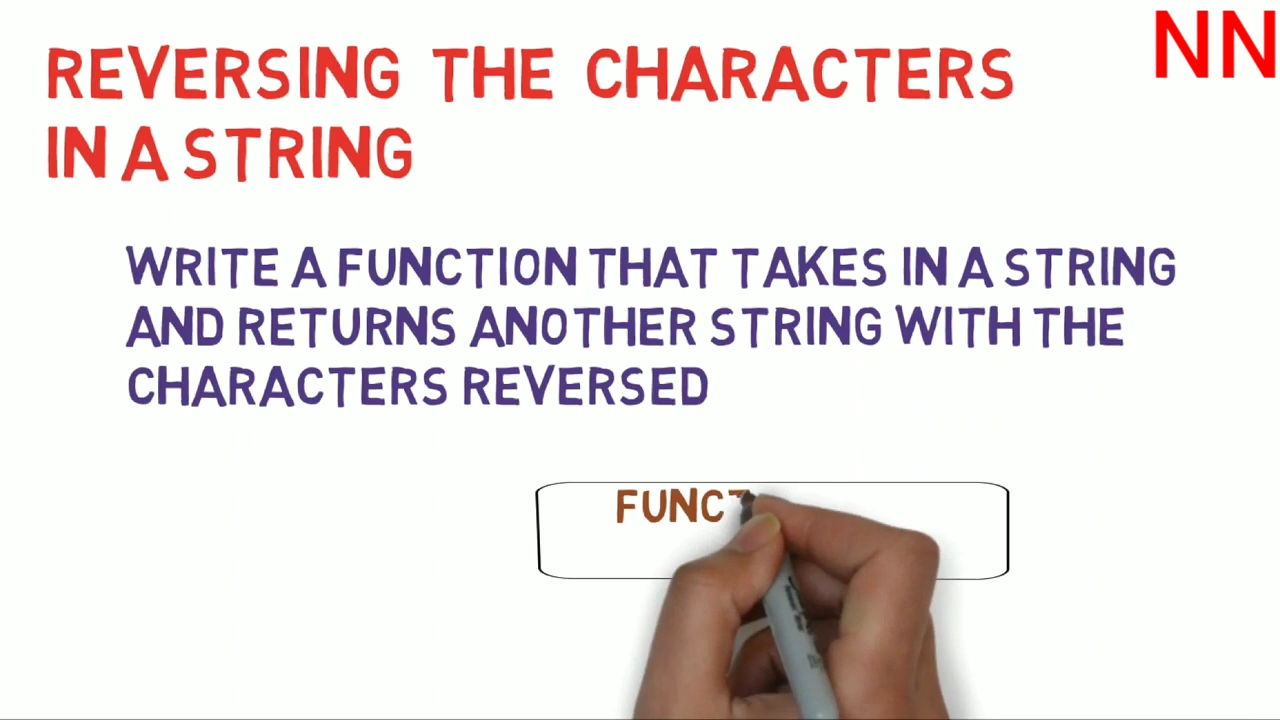 NN
REVERSING THE CHARACTERS
IN A STRING
WRITE A FUNCTION THAT TAKES IN A STRING
AND RETURNS ANOTHER STRING WITH THE
CHARACTERS REVERSED
FUNCT